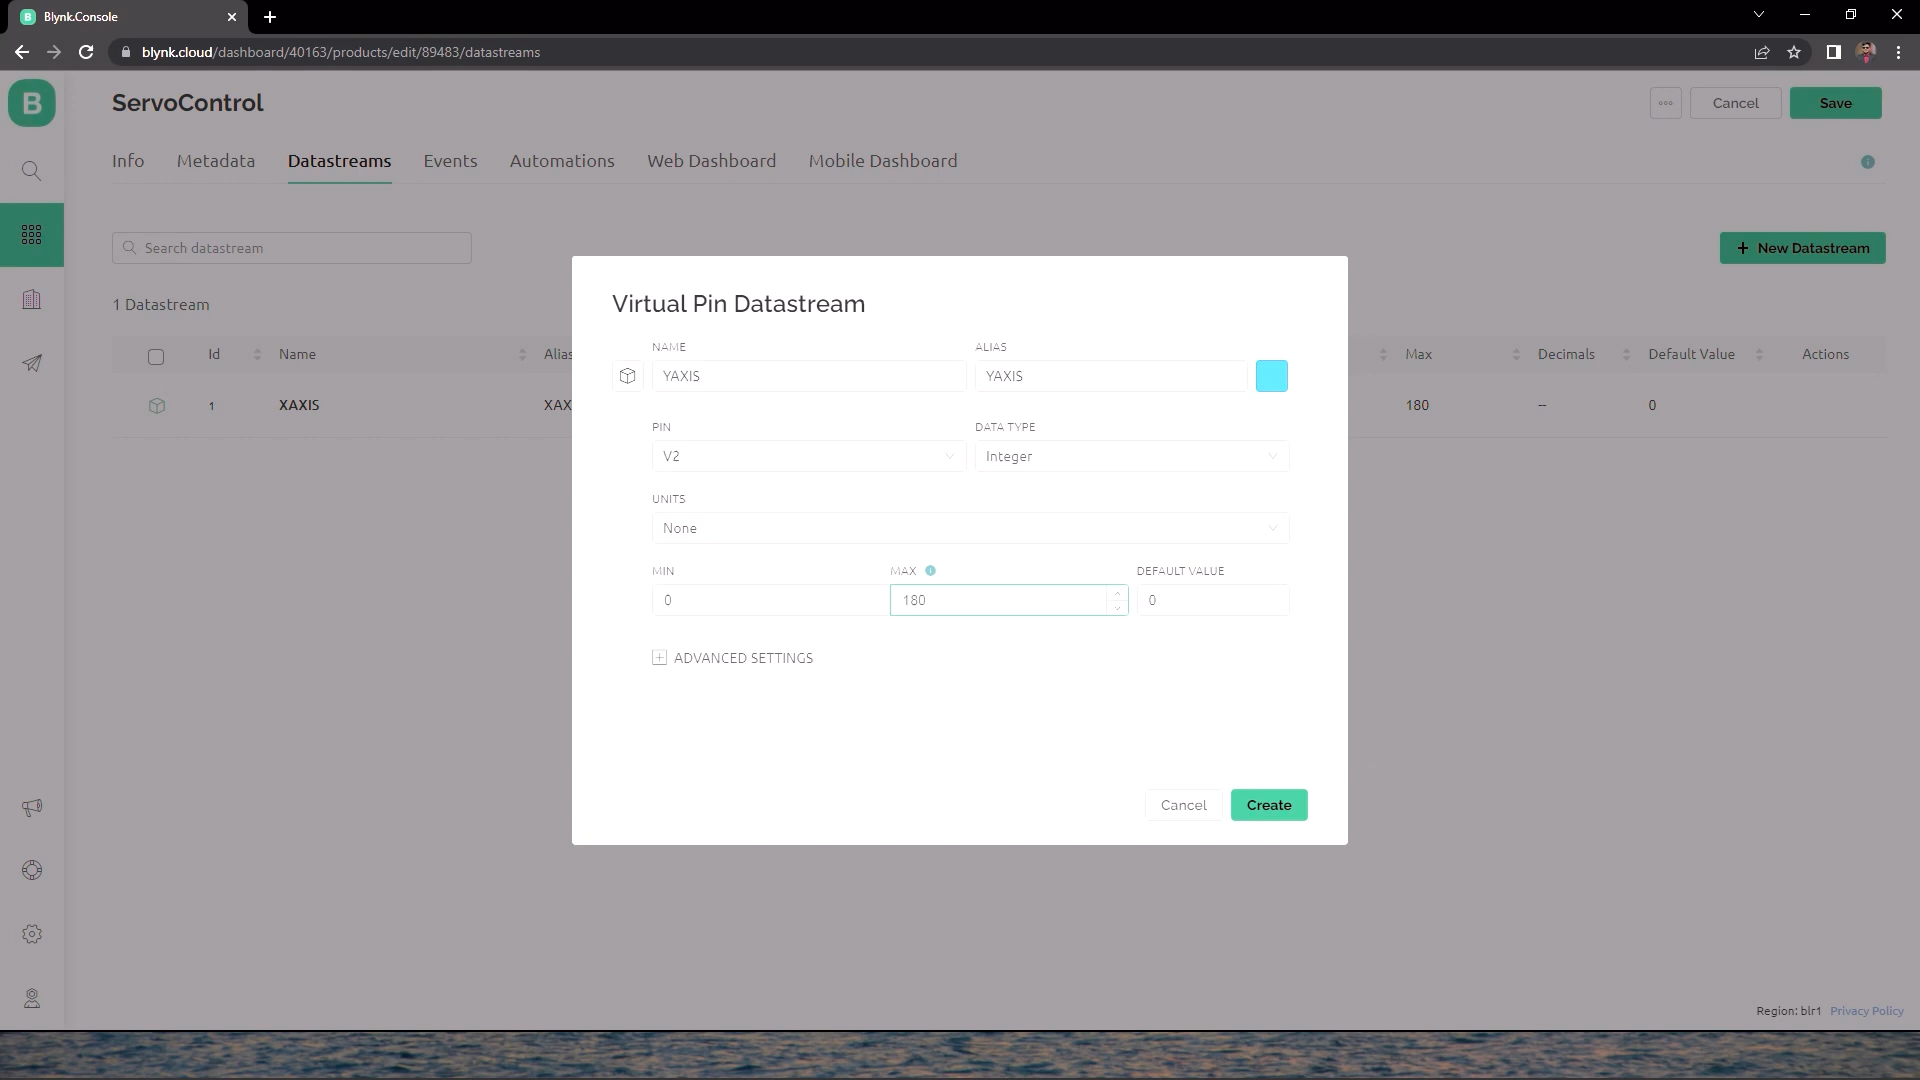 Blynk.Console
blynk.cloud/dashboard/40163/products/edit/89483/datastreams
B
ServoControl
Cancel
Save
Info
Metadata
Datastreams
Events
Automations
Web Dashboard
Mobile Dashboard
Search datastream
New Datastream
1 Datastream
Id
Name
Alias
Max
Decimals
Default Value
Actions
1
XAXIS
XAX
180
--
0
Virtual Pin Datastream
NAME
ALIAS
YAXIS
YAXIS
PIN
DATA TYPE
V2
Integer
UNITS
None
MIN
MAX
DEFAULT VALUE
0
180
0
ADVANCED SETTINGS
Cancel
Create
Region: blr1 Privacy Policy